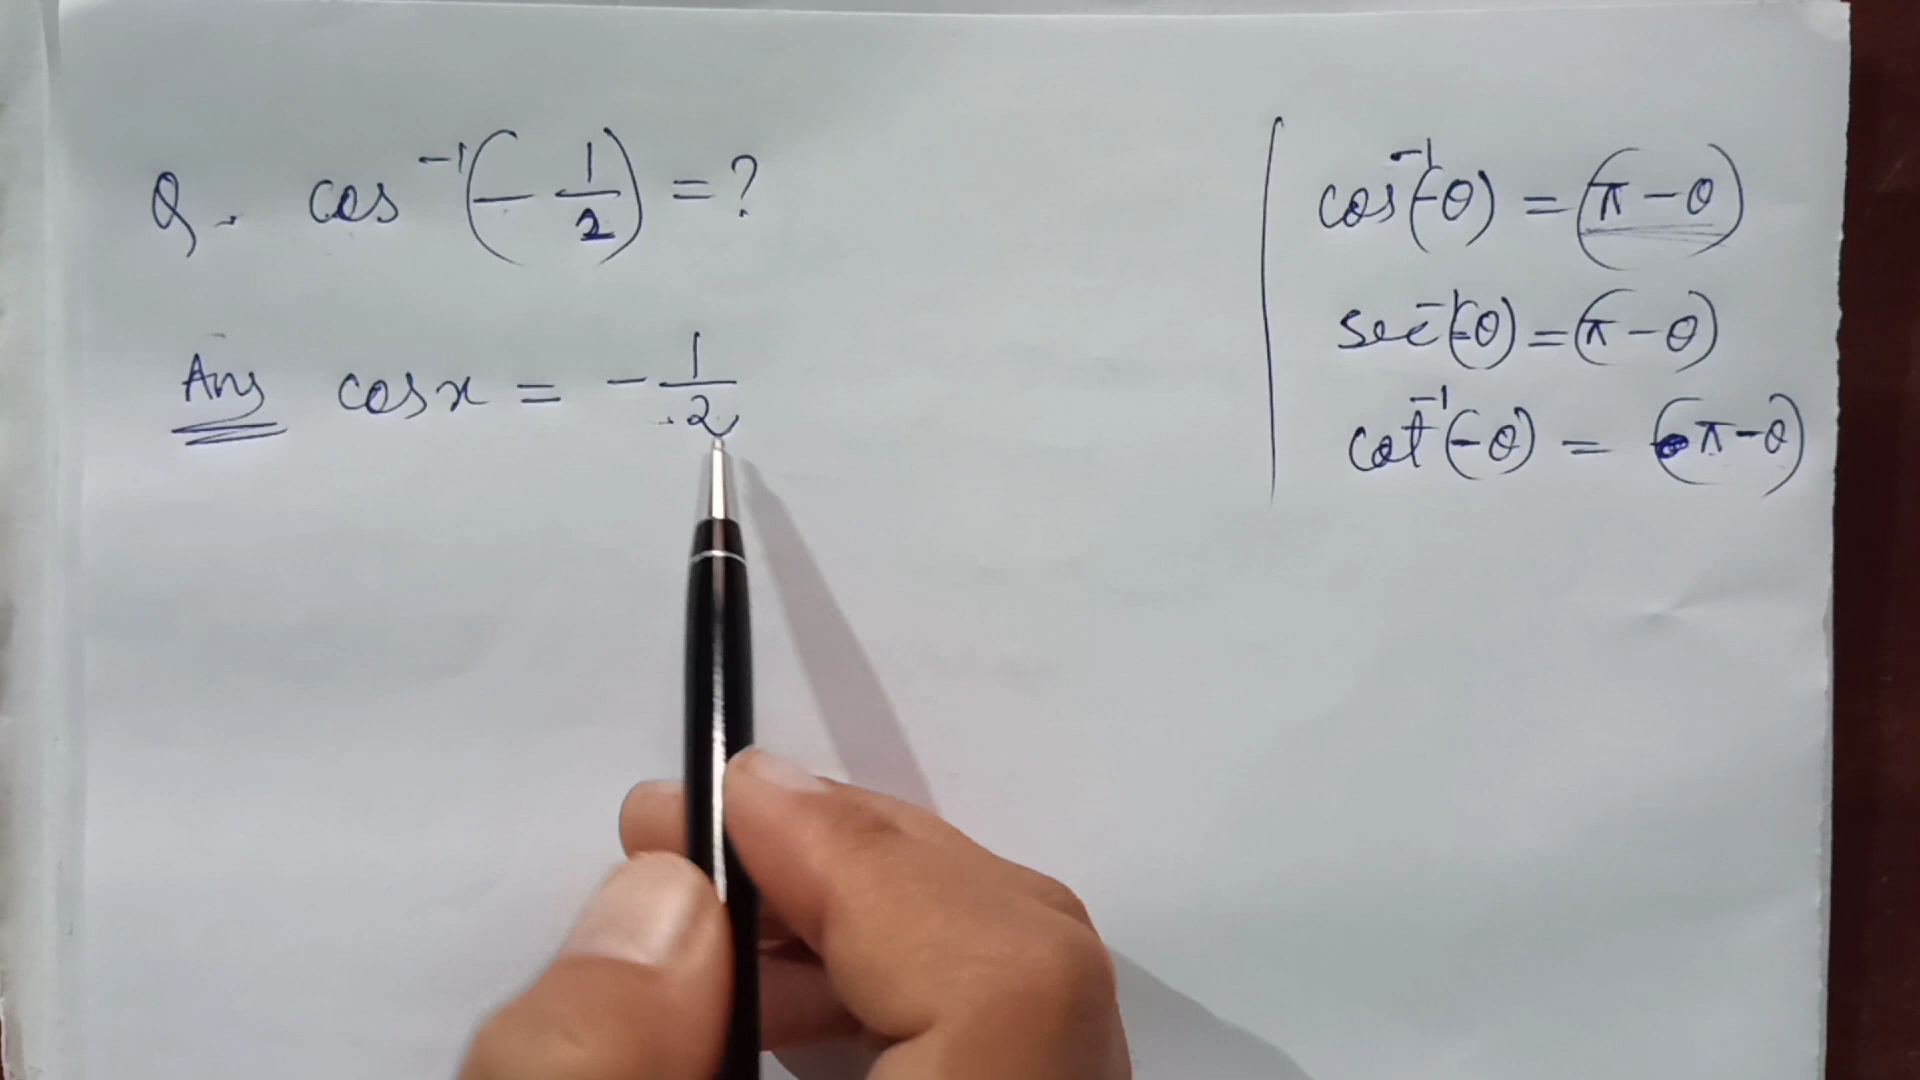 Q. cos⁻¹(-1/2) = ?
Ans cos x = -1/2
cos⁻¹(-θ) = (π-θ)
sec⁻¹(-θ) = (π-θ)
cot⁻¹(-θ) = (π-θ)